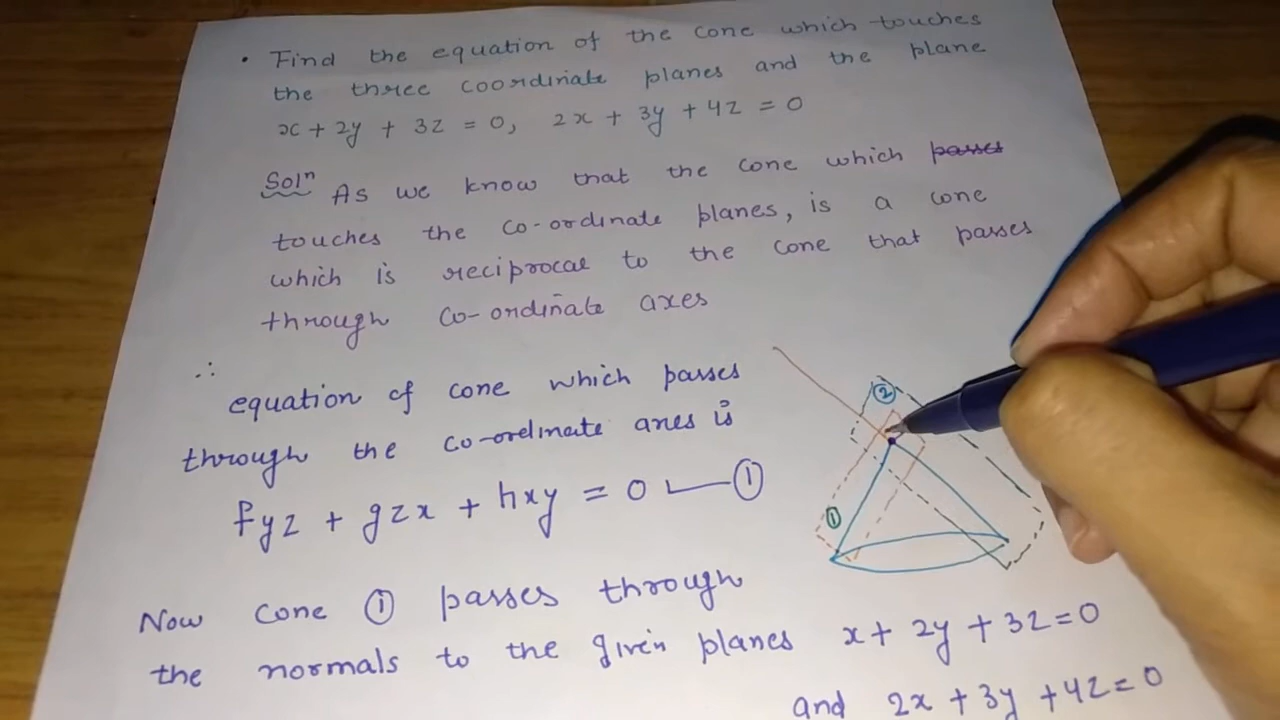 • Find the equation of the cone which touches
the three coordinate planes and the plane
x + 2y + 3z = 0, 2x + 3y + 4z = 0
Solⁿ As we know that the cone which passes
touches the co-ordinate planes, is a cone
which is reciprocal to the cone that passes
through co-ordinate axes
∴
equation of cone which passes
through the co-ordinate axes is
fyz + gzx + hxy = 0 — ①
②
①
Now cone ① passes through
the normals to the given planes x + 2y + 3z = 0
and 2x + 3y + 4z = 0